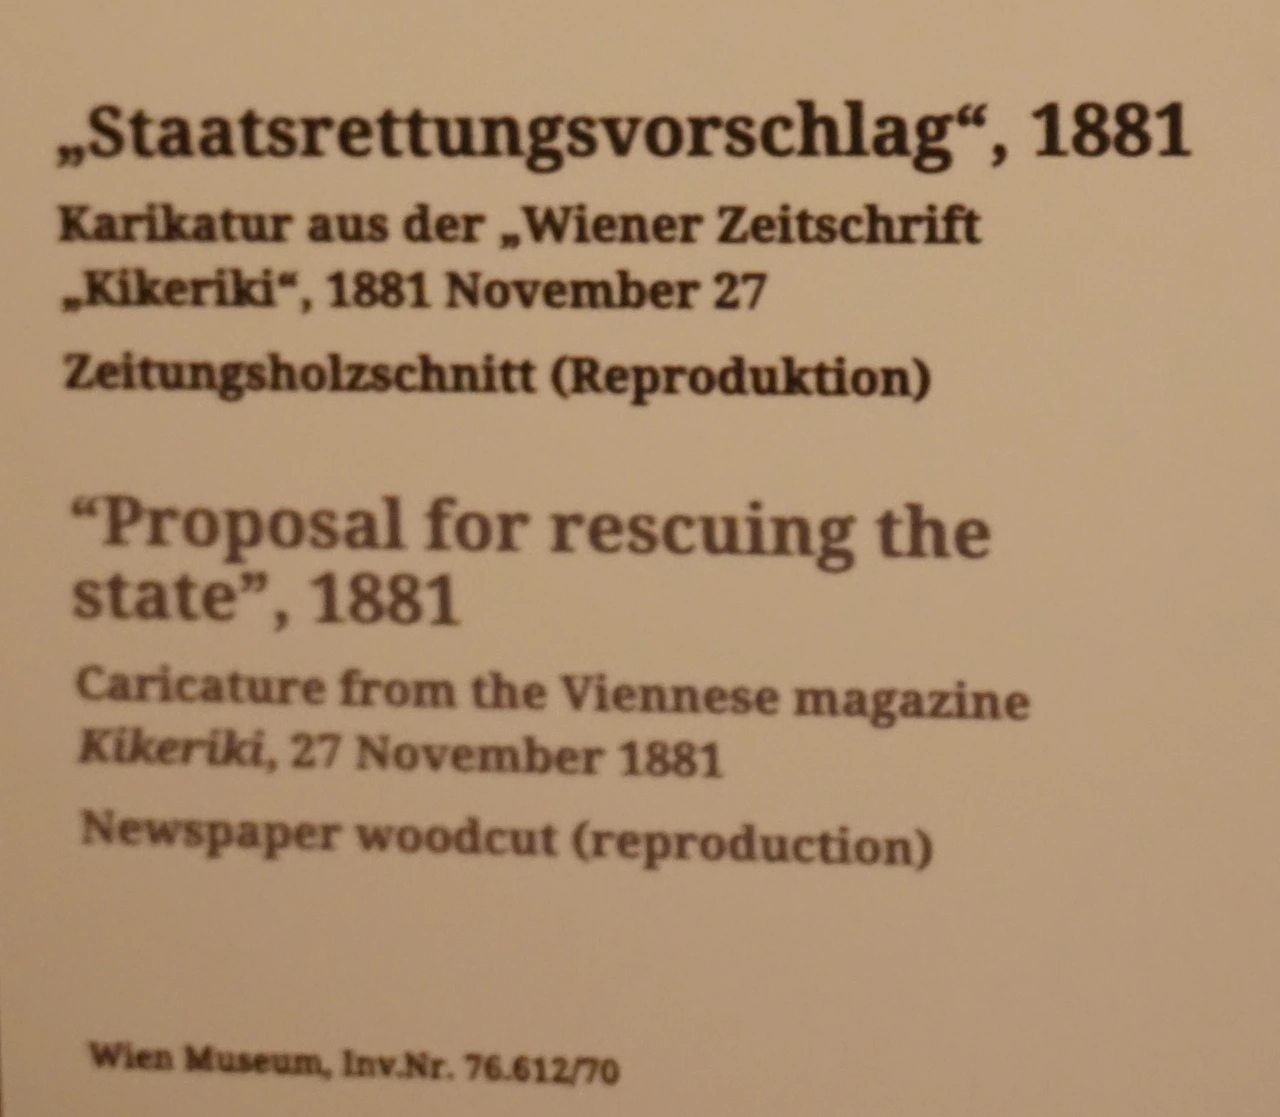 „Staatsrettungsvorschlag“, 1881
Karikatur aus der „Wiener Zeitschrift
„Kikeriki“, 1881 November 27
Zeitungsholzschnitt (Reproduktion)
“Proposal for rescuing the
state”, 1881
Caricature from the Viennese magazine
Kikeriki, 27 November 1881
Newspaper woodcut (reproduction)
Wien Museum, Inv.Nr. 76.612/70